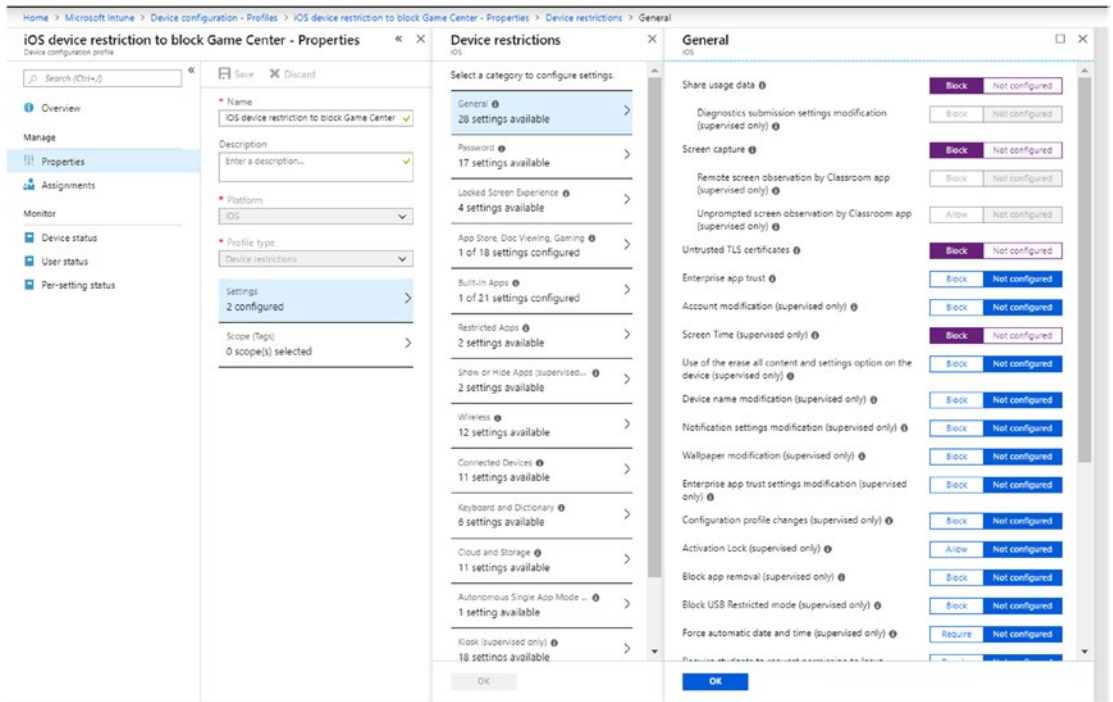 Home > Microsoft Intune > Device configuration - Profiles > iOS device restriction to block Game Center - Properties > Device restrictions > General
iOS device restriction to block Game Center - Properties
Device configuration profile
Search (Ctrl+/)
Overview
Manage
Properties
Assignments
Monitor
Device status
User status
Per-setting status
Save Discard
* Name
iOS device restriction to block Game Center
Description
Enter a description...
* Platform
iOS
* Profile type
Device restrictions
Settings
2 configured
Scope (Tags)
0 scope(s) selected
Device restrictions
iOS
Select a category to configure settings.
General
28 settings available
Password
17 settings available
Locked Screen Experience
4 settings available
App Store, Doc Viewing, Gaming
1 of 18 settings configured
Built-in Apps
1 of 21 settings configured
Restricted Apps
2 settings available
Show or Hide Apps (supervised...
2 settings available
Wireless
12 settings available
Connected Devices
11 settings available
Keyboard and Dictionary
6 settings available
Cloud and Storage
11 settings available
Autonomous Single App Mode ...
1 setting available
Kiosk (supervised only)
18 settings available
OK
General
iOS
Share usage data Block Not configured
Diagnostics submission settings modification
(supervised only) Block Not configured
Screen capture Block Not configured
Remote screen observation by Classroom app
(supervised only) Block Not configured
Unprompted screen observation by Classroom app
(supervised only) Allow Not configured
Untrusted TLS certificates Block Not configured
Enterprise app trust Block Not configured
Account modification (supervised only) Block Not configured
Screen Time (supervised only) Block Not configured
Use of the erase all content and settings option on the
device (supervised only) Block Not configured
Device name modification (supervised only) Block Not configured
Notification settings modification (supervised only) Block Not configured
Wallpaper modification (supervised only) Block Not configured
Enterprise app trust settings modification (supervised
only) Block Not configured
Configuration profile changes (supervised only) Block Not configured
Activation Lock (supervised only) Allow Not configured
Block app removal (supervised only) Block Not configured
Block USB Restricted mode (supervised only) Block Not configured
Force automatic date and time (supervised only) Require Not configured
Require students to request permission to leave
OK